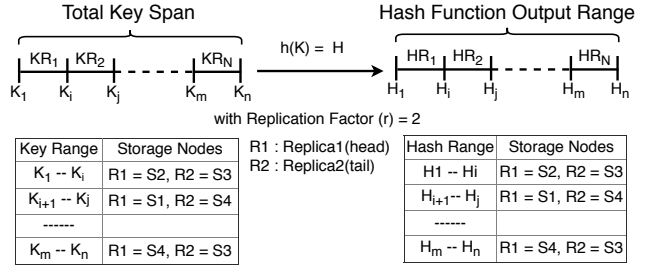 Total Key Span
Hash Function Output Range
KR1 KR2 KRN
h(K) = H
HR1 HR2 HRN
K1 Ki Kj Km Kn
H1 Hi Hj Hm Hn
with Replication Factor (r) = 2
Key Range Storage Nodes
K1 -- Ki R1 = S2, R2 = S3
Ki+1 -- Kj R1 = S1, R2 = S4
------
Km -- Kn R1 = S4, R2 = S3
R1 : Replica1(head)
R2 : Replica2(tail)
Hash Range Storage Nodes
H1 -- Hi R1 = S2, R2 = S3
Hi+1-- Hj R1 = S1, R2 = S4
------
Hm -- Hn R1 = S4, R2 = S3